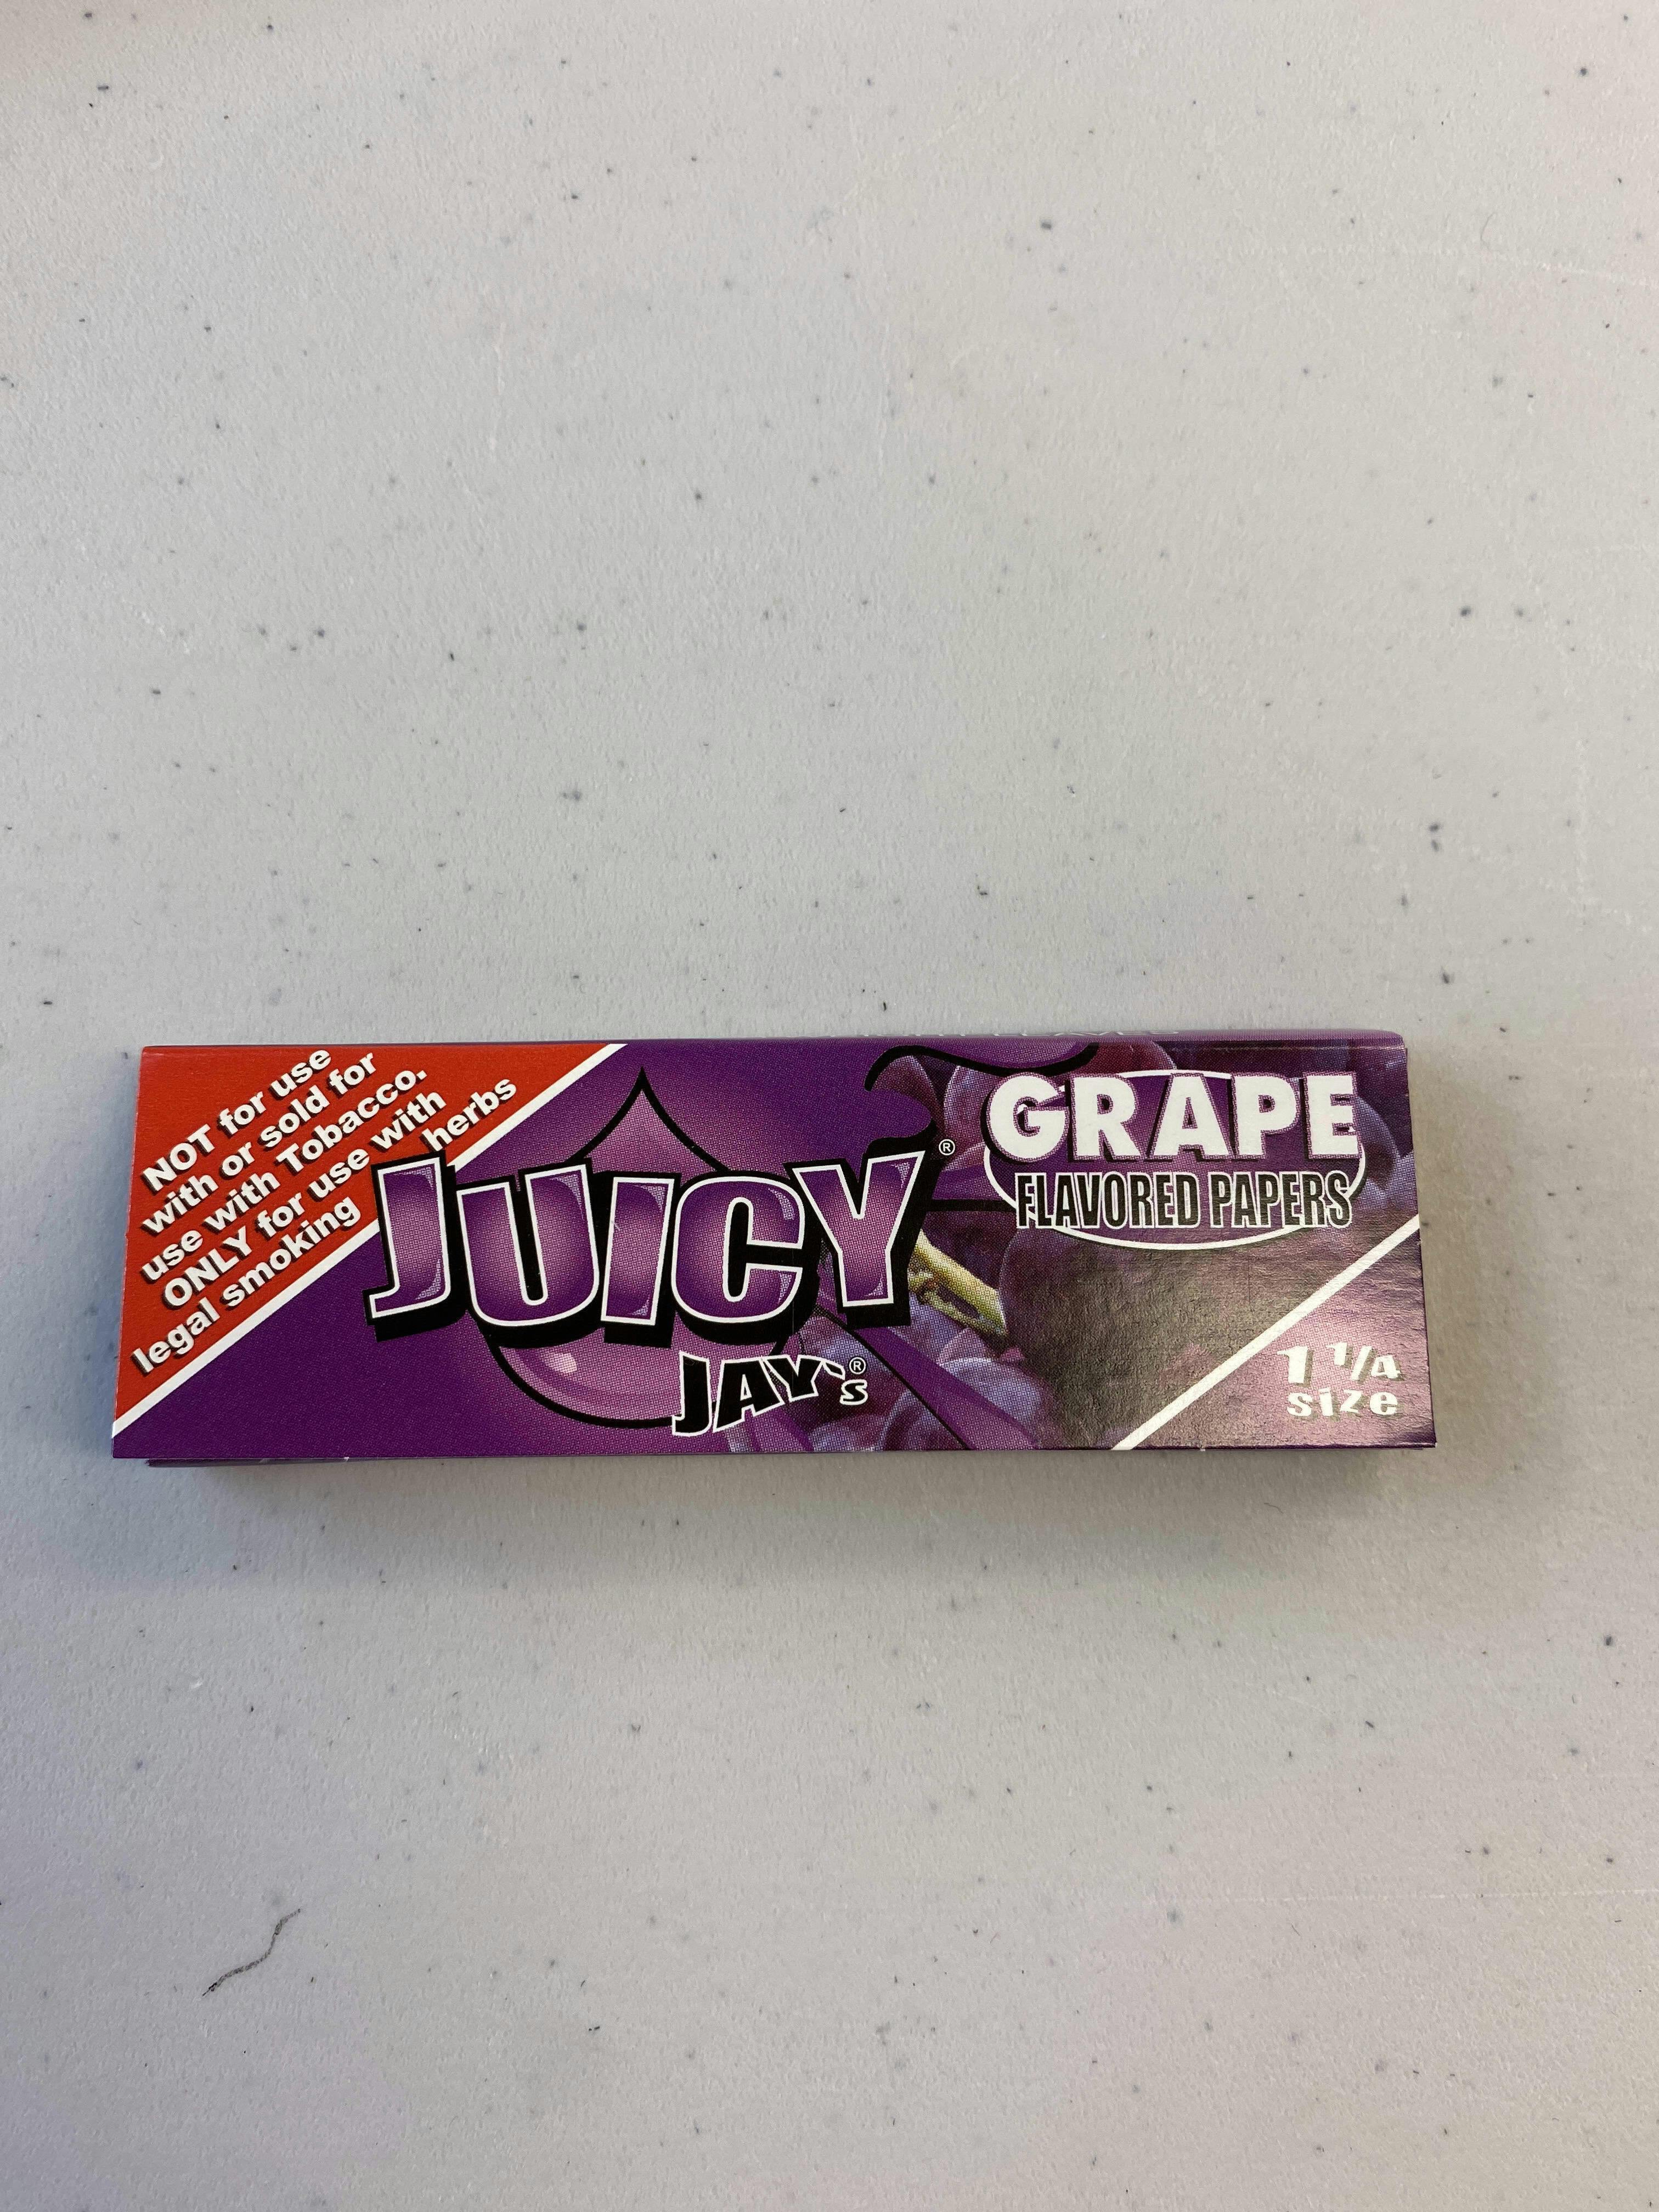 NOT for use
with or sold for
use with Tobacco.
ONLY for use with
legal smoking herbs
JUICY®
JAY's®
GRAPE
FLAVORED PAPERS
1 1/4
size